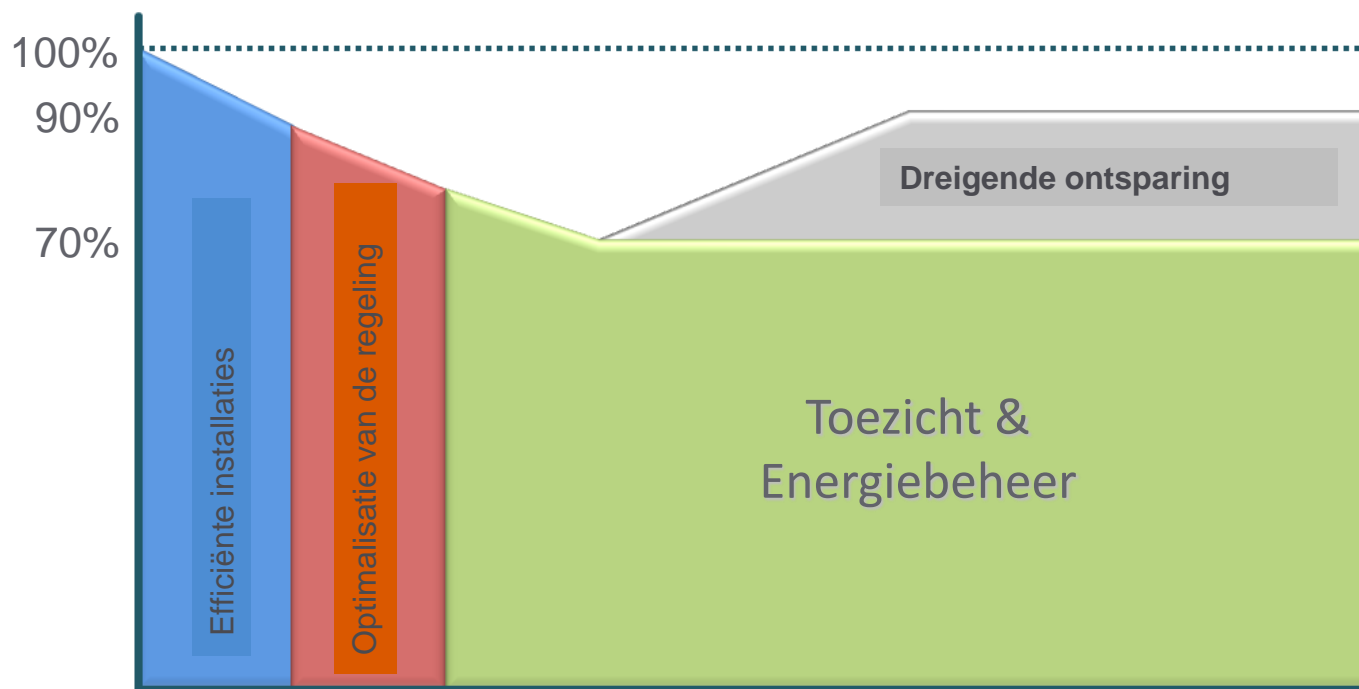 100%
90%
70%
Dreigende ontsparing
Efficiënte installaties
Optimalisatie van de regeling
Toezicht &
Energiebeheer